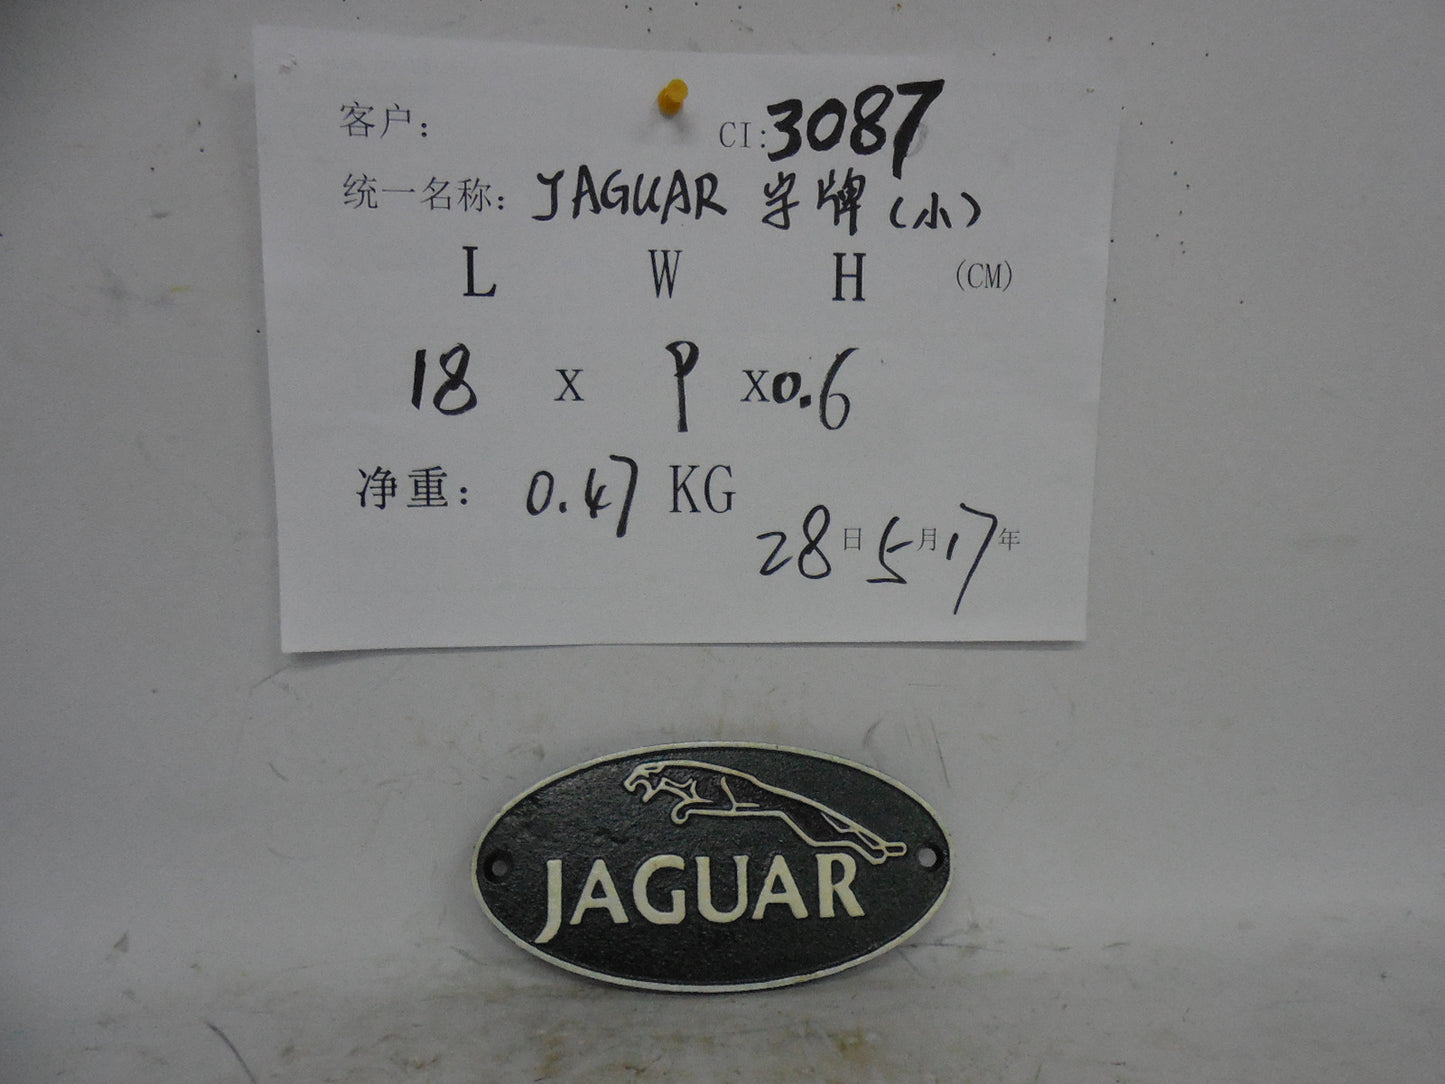 客户： CI:3087
统一名称：JAGUAR 字牌（小）
L W H (CM)
18 X 9 X0.6
净重：0.47 KG
28日5月17年
JAGUAR